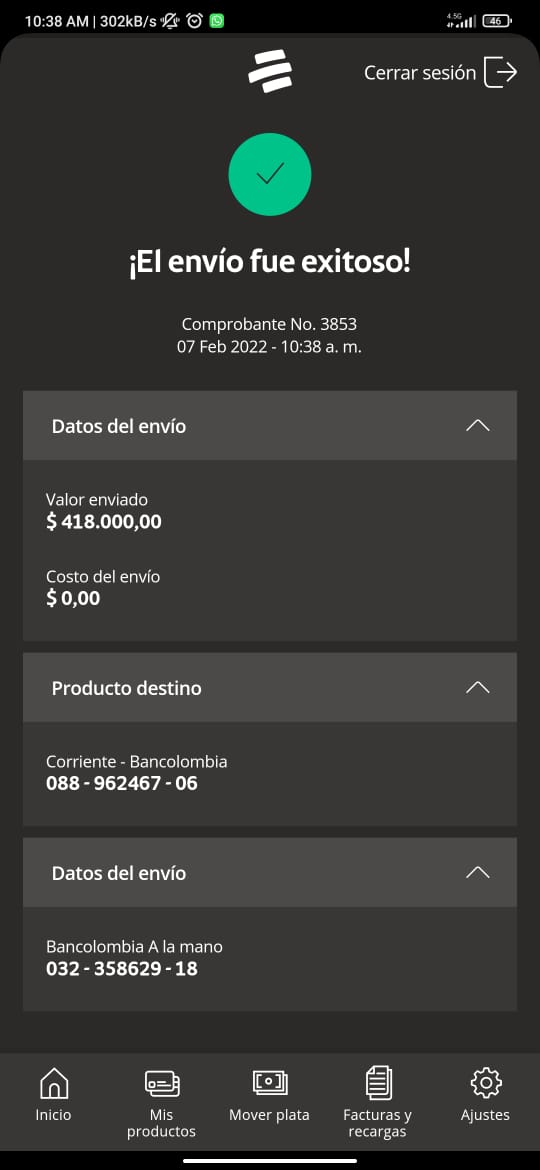 10:38 AM | 302kB/s
4.5G
46
Cerrar sesión
¡El envío fue exitoso!
Comprobante No. 3853
07 Feb 2022 - 10:38 a. m.
Datos del envío
Valor enviado
$ 418.000,00
Costo del envío
$ 0,00
Producto destino
Corriente - Bancolombia
088 - 962467 - 06
Datos del envío
Bancolombia A la mano
032 - 358629 - 18
Inicio
Mis productos
Mover plata
Facturas y recargas
Ajustes